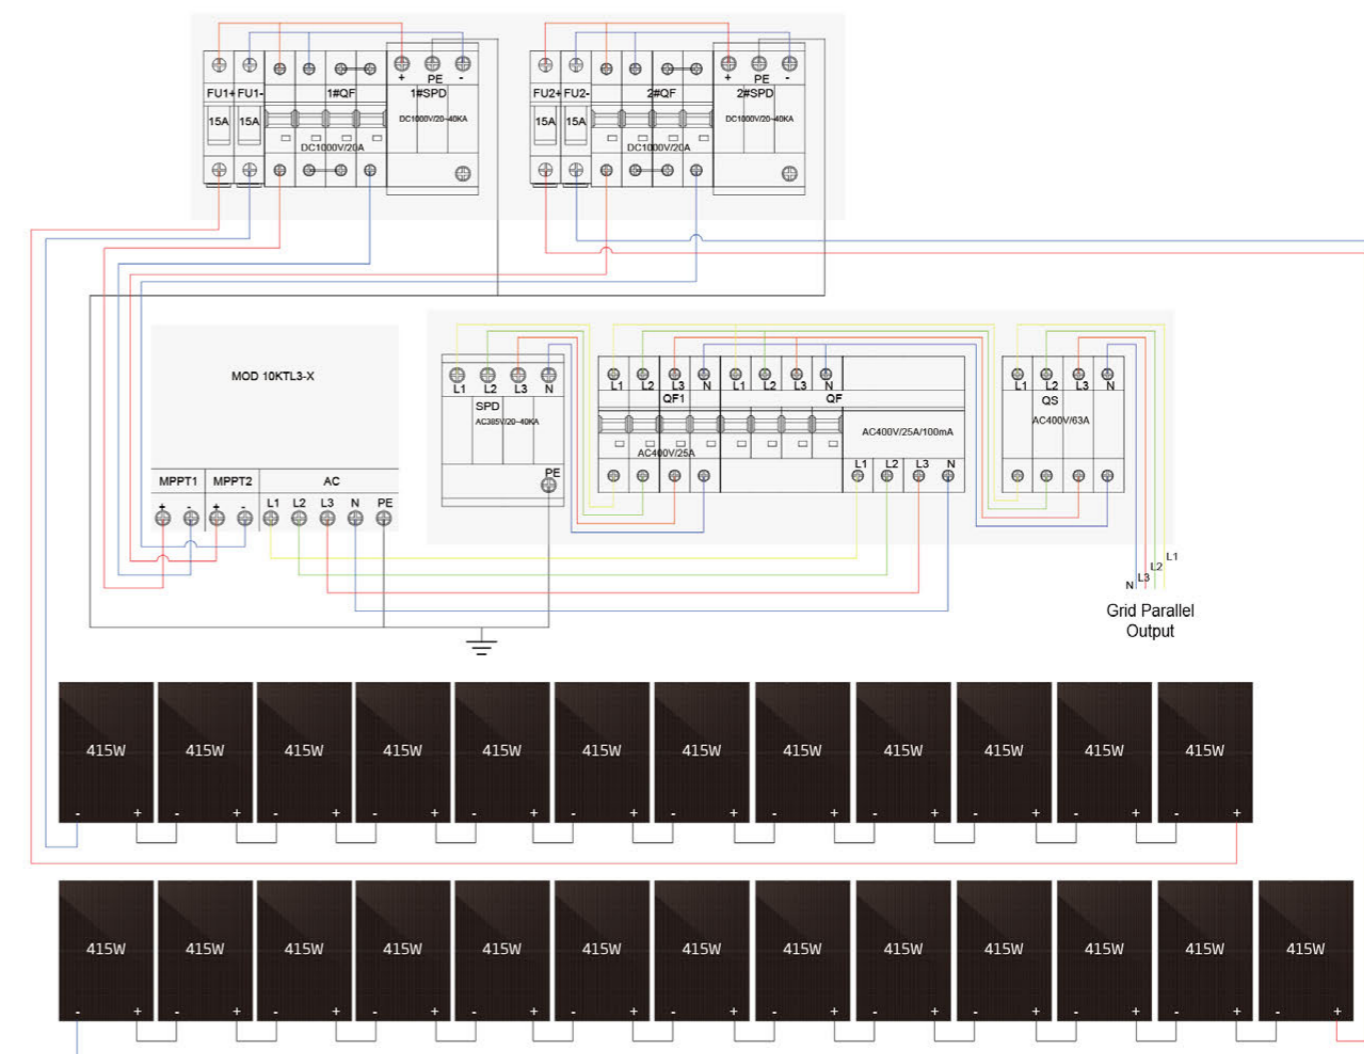 + PE -
FU1+ FU1- 1#QF 1#SPD
15A 15A DC1000V/20~40KA
DC1000V/20A
+ PE -
FU2+ FU2- 2#QF 2#SPD
15A 15A DC1000V/20~40KA
DC1000V/20A
MOD 10KTL3-X
MPPT1 MPPT2 AC
+ - + - L1 L2 L3 N PE
L1 L2 L3 N
SPD
AC385V/20~40KA
PE
L1 L2 L3 N L1 L2 L3 N
QF1 QF
AC400V/25A
AC400V/25A/100mA
L1 L2 L3 N
L1 L2 L3 N
QS
AC400V/63A
N L3 L2 L1
Grid Parallel
Output
415W 415W 415W 415W 415W 415W 415W 415W 415W 415W 415W 415W
- + - + - + - + - + - + - + - + - + - + - + - +
415W 415W 415W 415W 415W 415W 415W 415W 415W 415W 415W 415W 415W
- + - + - + - + - + - + - + - + - + - + - + - + - +